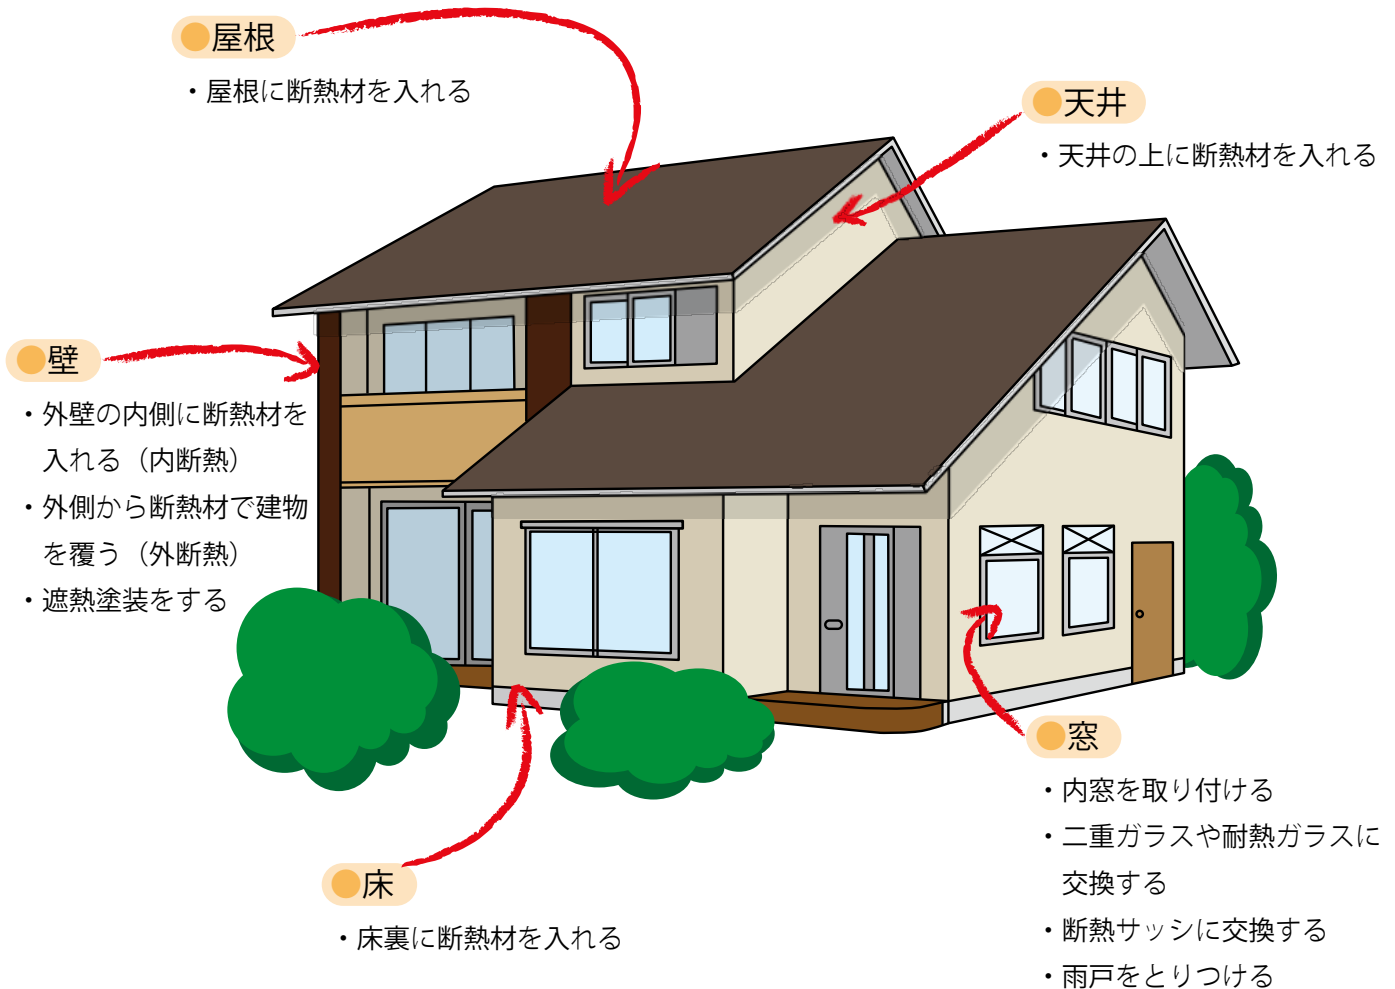 ●屋根
・屋根に断熱材を入れる
●天井
・天井の上に断熱材を入れる
●壁
・外壁の内側に断熱材を
入れる（内断熱）
・外側から断熱材で建物
を覆う（外断熱）
・遮熱塗装をする
●床
・床裏に断熱材を入れる
●窓
・内窓を取り付ける
・二重ガラスや耐熱ガラスに
交換する
・断熱サッシに交換する
・雨戸をとりつける